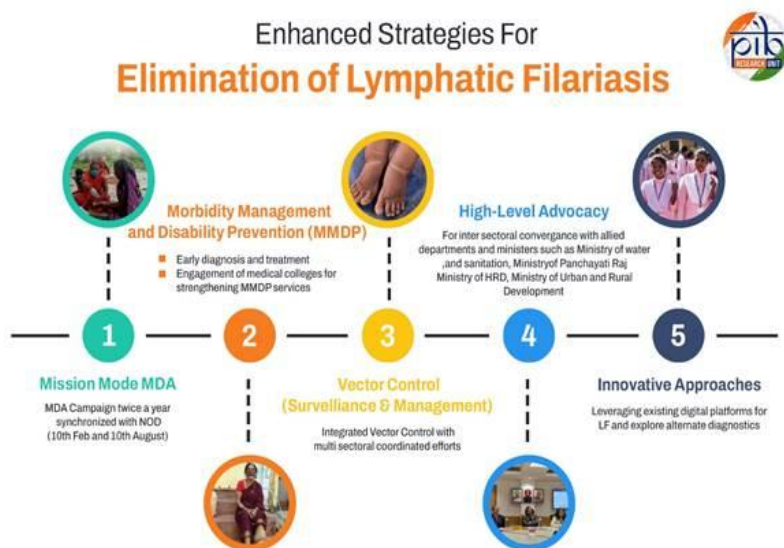 Enhanced Strategies For
Elimination of Lymphatic Filariasis
pib
RESEARCH UNIT
Morbidity Management
and Disability Prevention (MMDP)
Early diagnosis and treatment
Engagement of medical colleges for
strengthening MMDP services
High-Level Advocacy
For inter sectoral convergence with allied
departments and ministers such as Ministry of water
,and sanitation, Ministryof Panchayati Raj
Ministry of HRD, Ministry of Urban and Rural
Development
1
2
3
4
5
Mission Mode MDA
MDA Campaign twice a year
synchronized with NOD
(10th Feb and 10th August)
Vector Control
(Survelliance & Management)
Integrated Vector Control with
multi sectoral coordinated efforts
Innovative Approaches
Leveraging existing digital platforms for
LF and explore alternate diagnostics